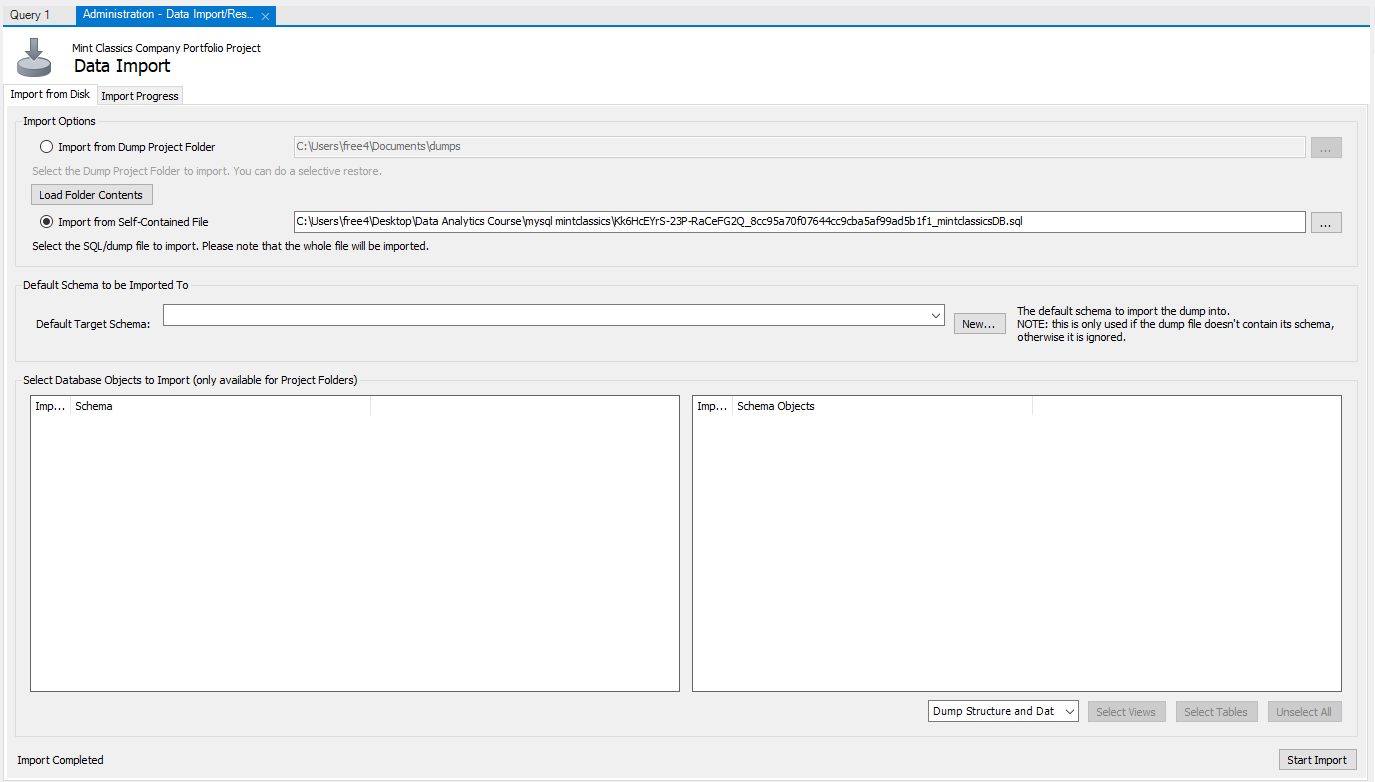 Query 1
Administration - Data Import/Res...
Mint Classics Company Portfolio Project
Data Import
Import from Disk
Import Progress
Import Options
Import from Dump Project Folder
C:\Users\free4\Documents\dumps
...
Select the Dump Project Folder to import. You can do a selective restore.
Load Folder Contents
Import from Self-Contained File
C:\Users\free4\Desktop\Data Analytics Course\mysql mintclassics\Kk6HcEYrS-23P-RaCeFG2Q_8cc95a70f07644cc9cba5af99ad5b1f1_mintclassicsDB.sql
...
Select the SQL/dump file to import. Please note that the whole file will be imported.
Default Schema to be Imported To
Default Target Schema:
New...
The default schema to import the dump into.
NOTE: this is only used if the dump file doesn't contain its schema,
otherwise it is ignored.
Select Database Objects to Import (only available for Project Folders)
Imp... Schema
Imp... Schema Objects
Dump Structure and Dat
Select Views
Select Tables
Unselect All
Import Completed
Start Import